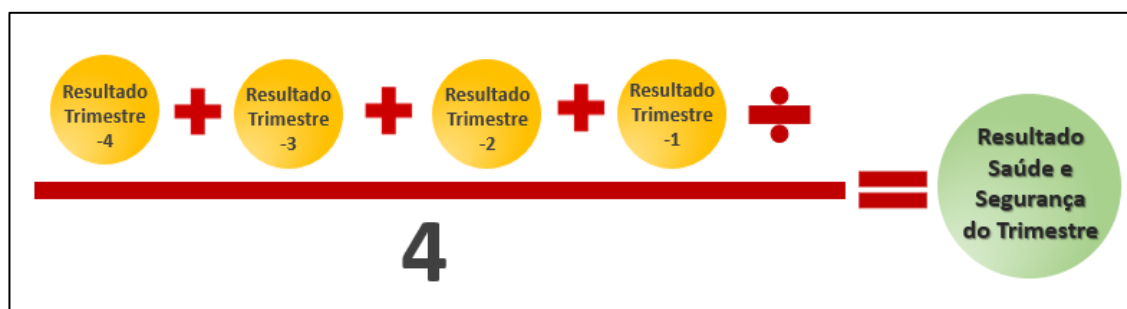 Resultado
Trimestre
-4
+
Resultado
Trimestre
-3
+
Resultado
Trimestre
-2
+
Resultado
Trimestre
-1
÷
4
=
Resultado
Saúde e
Segurança
do Trimestre